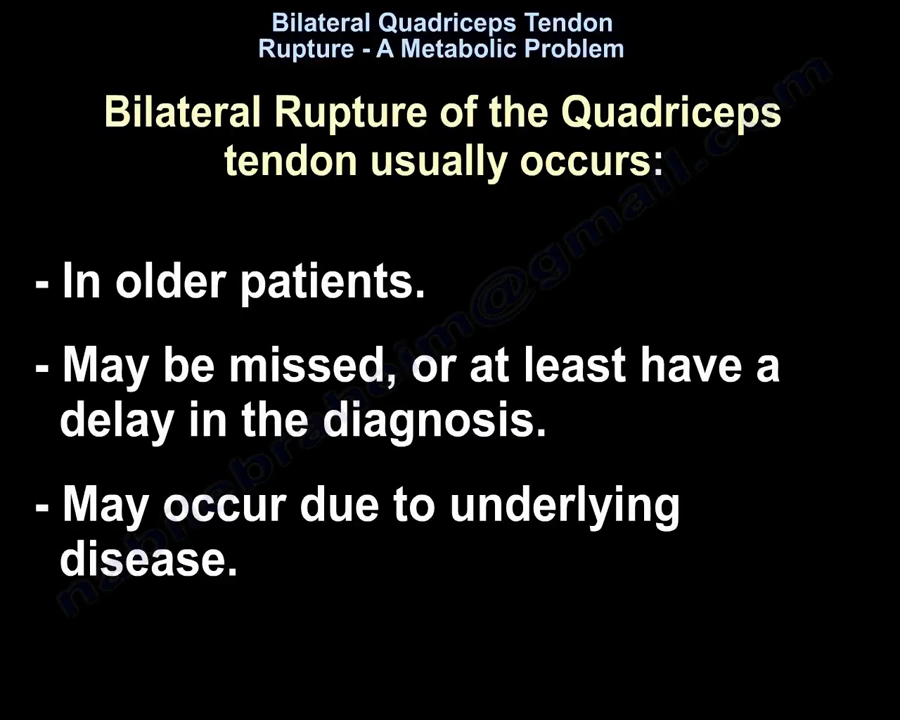 Bilateral Quadriceps Tendon
Rupture - A Metabolic Problem
Bilateral Rupture of the Quadriceps
tendon usually occurs:
- In older patients.
- May be missed, or at least have a
delay in the diagnosis.
- May occur due to underlying
disease.